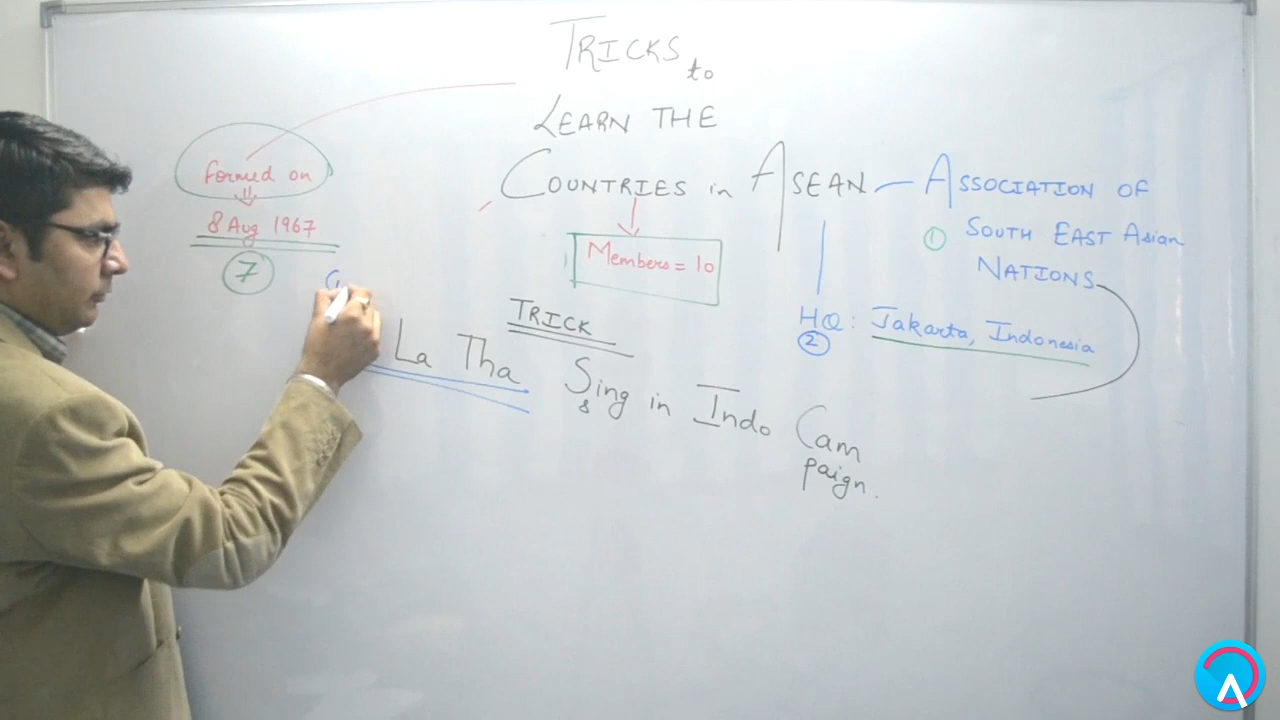 TRICKS to
LEARN THE
COUNTRIES in ASEAN – ASSOCIATION OF
SOUTH EAST Asian
NATIONS
Formed on
8 Aug 1967
7
Members = 10
1
HQ: Jakarta, Indonesia
2
TRICK
La Tha Sing in Indo Cam
&
paign.